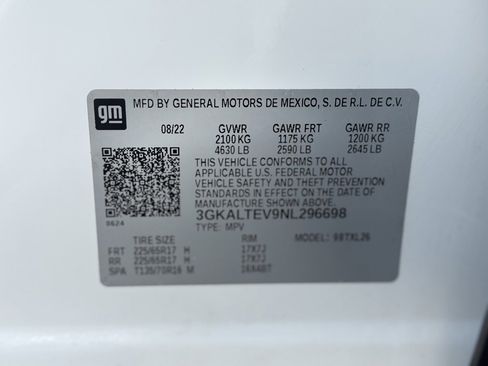 gm MFD BY GENERAL MOTORS DE MEXICO, S. DE R.L. DE C.V.
08/22 GVWR GAWR FRT GAWR RR
2100 KG 1175 KG 1200 KG
4630 LB 2590 LB 2645 LB
THIS VEHICLE CONFORMS TO ALL
APPLICABLE U.S. FEDERAL MOTOR
VEHICLE SAFETY AND THEFT PREVENTION
STANDARDS IN EFFECT ON THE DATE OF
MANUFACTURE SHOWN ABOVE.
3GKALTEV9NL296698
9624 TYPE: MPV MODEL: 98TXL26
TIRE SIZE RIM
FRT 225/65R17 H 17X7J
RR 225/65R17 H 17X7J
SPA T135/70R16 M 16X4BT